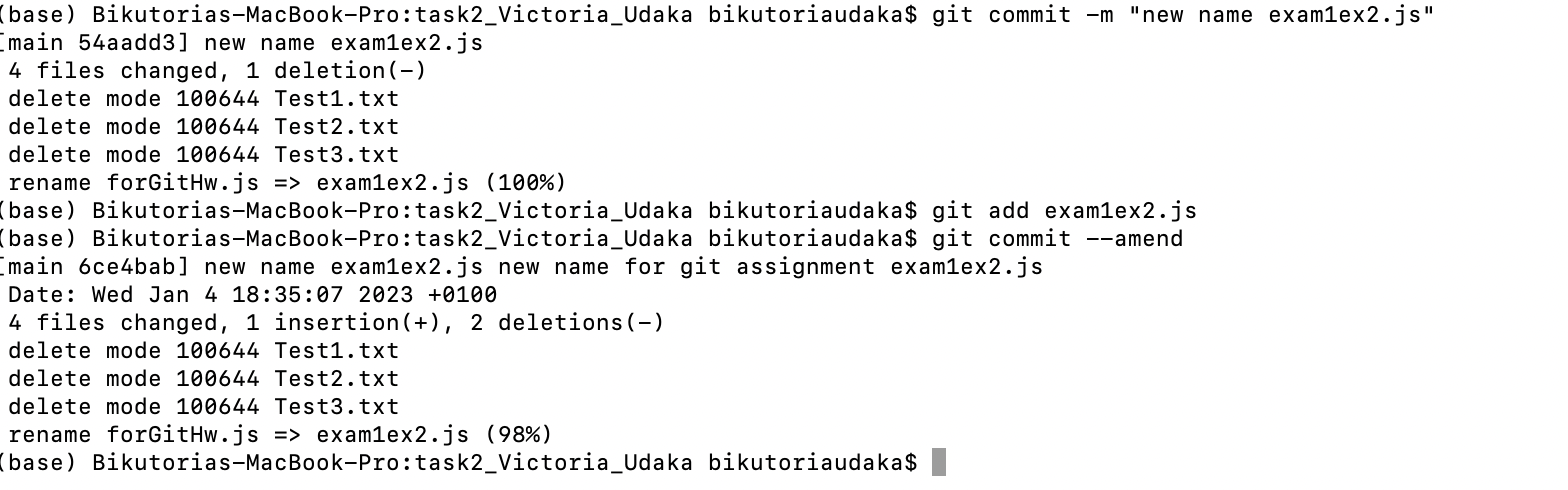 (base) Bikutorias-MacBook-Pro:task2_Victoria_Udaka bikutoriaudaka$ git commit -m "new name exam1ex2.js"
[main 54aadd3] new name exam1ex2.js
4 files changed, 1 deletion(-)
delete mode 100644 Test1.txt
delete mode 100644 Test2.txt
delete mode 100644 Test3.txt
rename forGitHw.js => exam1ex2.js (100%)
(base) Bikutorias-MacBook-Pro:task2_Victoria_Udaka bikutoriaudaka$ git add exam1ex2.js
(base) Bikutorias-MacBook-Pro:task2_Victoria_Udaka bikutoriaudaka$ git commit --amend
[main 6ce4bab] new name exam1ex2.js new name for git assignment exam1ex2.js
Date: Wed Jan 4 18:35:07 2023 +0100
4 files changed, 1 insertion(+), 2 deletions(-)
delete mode 100644 Test1.txt
delete mode 100644 Test2.txt
delete mode 100644 Test3.txt
rename forGitHw.js => exam1ex2.js (98%)
(base) Bikutorias-MacBook-Pro:task2_Victoria_Udaka bikutoriaudaka$